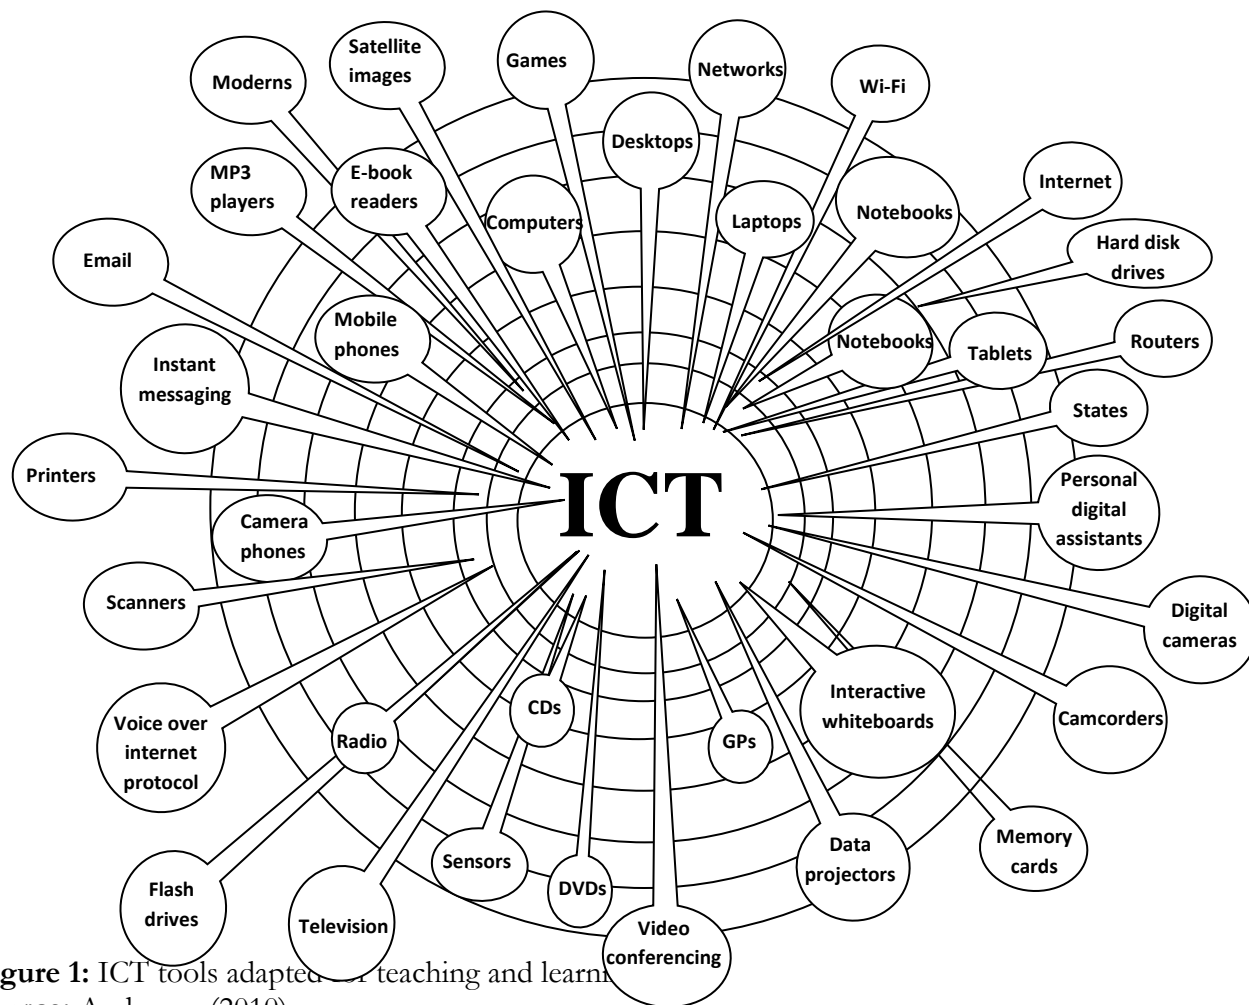 Satellite
images
Games
Networks
Moderns
Wi-Fi
Desktops
MP3
players
E-book
readers
Internet
Computers
Laptops
Notebooks
Hard disk
drives
Email
Mobile
phones
Notebooks
Tablets
Routers
Instant
messaging
States
Printers
ICT
Personal
digital
assistants
Camera
phones
Scanners
Digital
cameras
Voice over
internet
protocol
Radio
CDs
GPs
Interactive
whiteboards
Camcorders
Flash
drives
Television
Sensors
DVDs
Video
conferencing
Data
projectors
Memory
cards
gure 1: ICT tools adapted for teaching and learni
(2010)